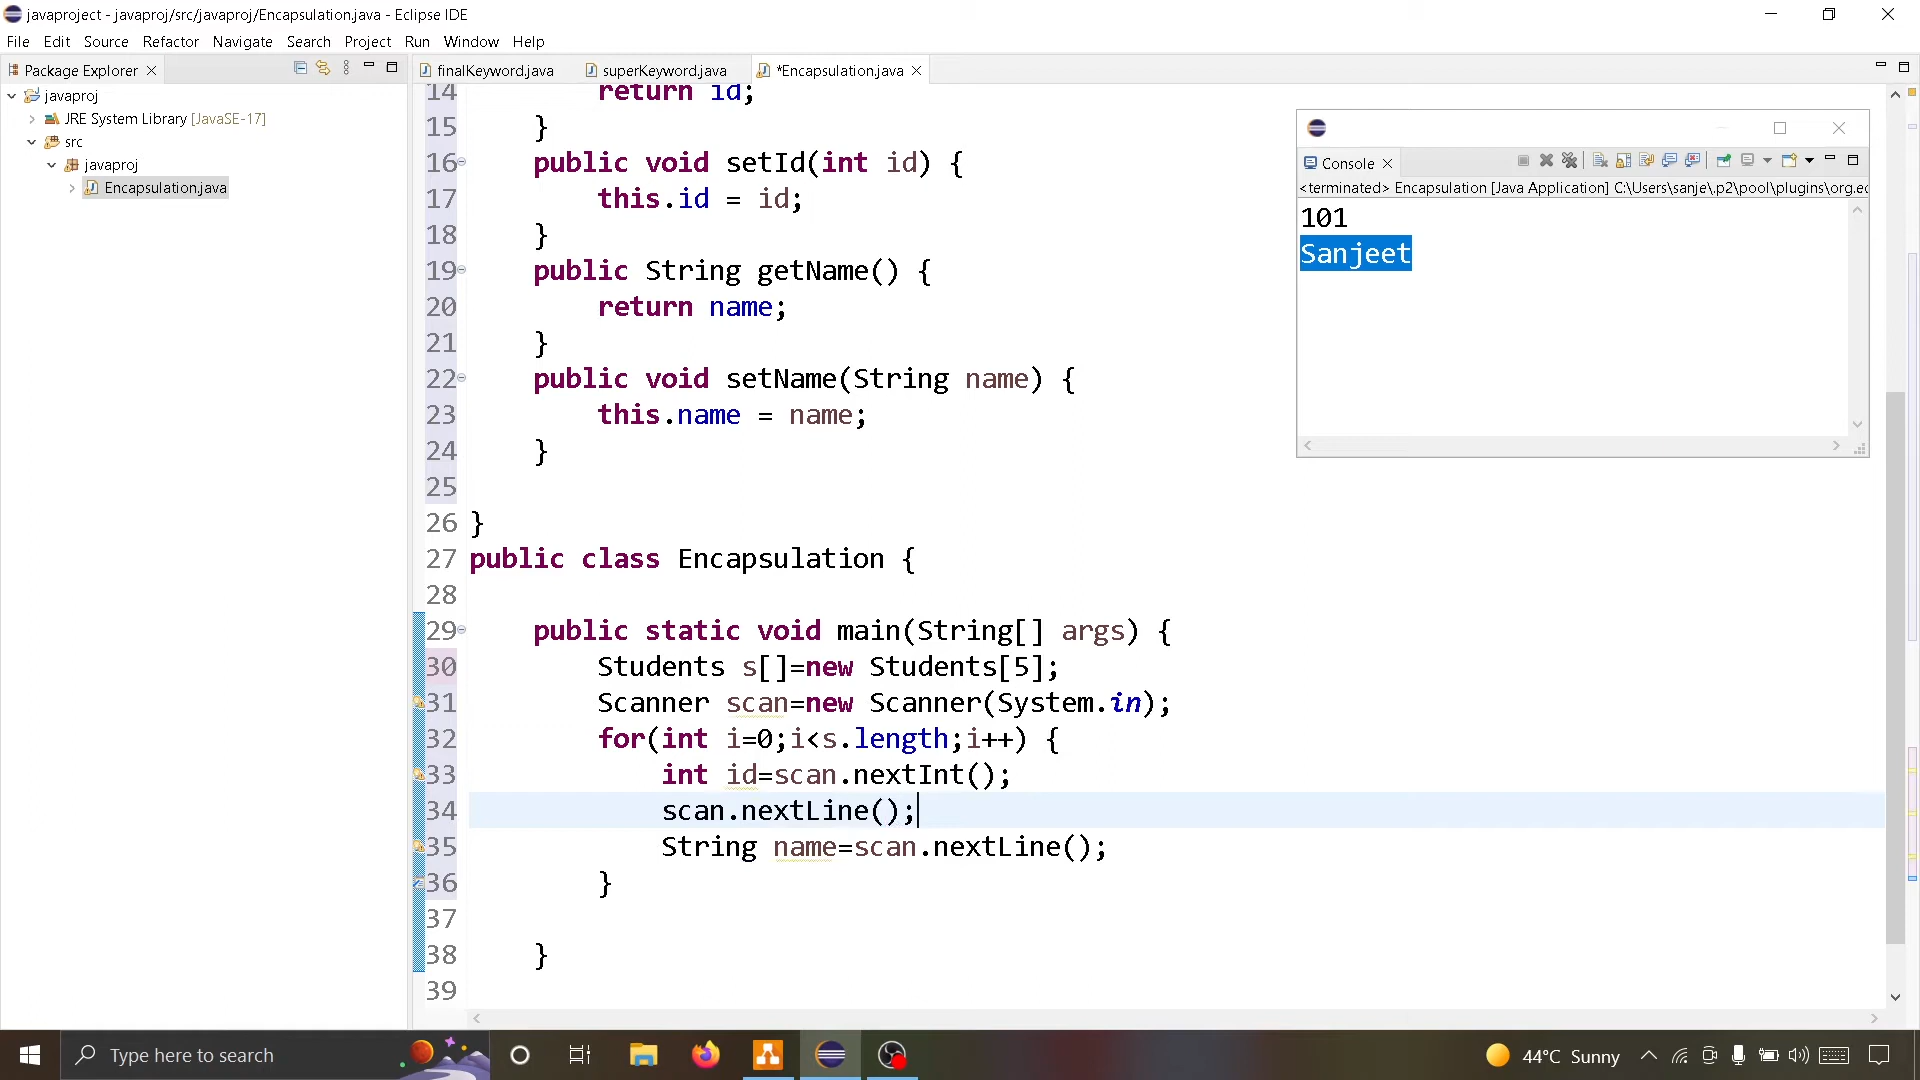 javaproject - javaproj/src/javaproj/Encapsulation.java - Eclipse IDE
File Edit Source Refactor Navigate Search Project Run Window Help
Package Explorer
finalKeyword.java superKeyword.java *Encapsulation.java
javaproj
JRE System Library [JavaSE-17]
src
javaproj
Encapsulation.java
14 return id;
15 }
16 public void setId(int id) {
17 this.id = id;
18 }
19 public String getName() {
20 return name;
21 }
22 public void setName(String name) {
23 this.name = name;
24 }
25
26 }
27 public class Encapsulation {
28
29 public static void main(String[] args) {
30 Students s[]=new Students[5];
31 Scanner scan=new Scanner(System.in);
32 for(int i=0;i<s.length;i++) {
33 int id=scan.nextInt();
34 scan.nextLine();
35 String name=scan.nextLine();
36 }
37
38 }
39
Console
<terminated> Encapsulation [Java Application] C:\Users\sanje\.p2\pool\plugins\org.ec
101
Sanjeet
Type here to search
44°C Sunny